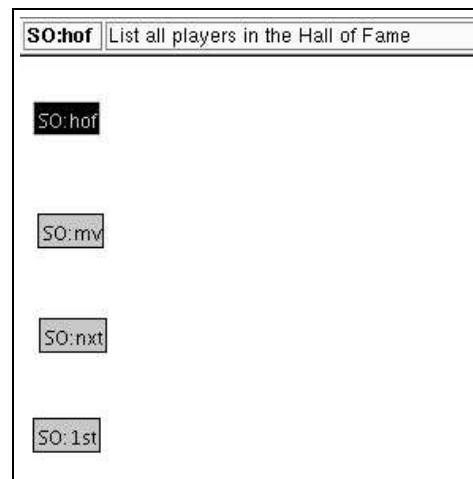 SO:hof List all players in the Hall of Fame
SO:hof
SO:mv
SO:nxt
SO:1st